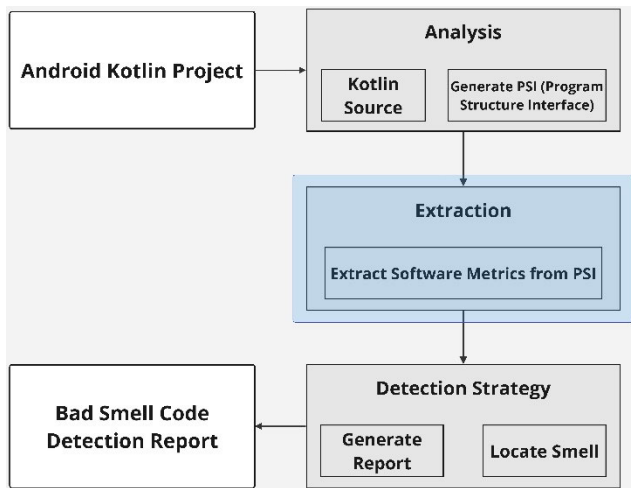 Android Kotlin Project
Analysis
Kotlin
Source
Generate PSI (Program
Structure Interface)
Extraction
Extract Software Metrics from PSI
Detection Strategy
Generate
Report
Locate Smell
Bad Smell Code
Detection Report